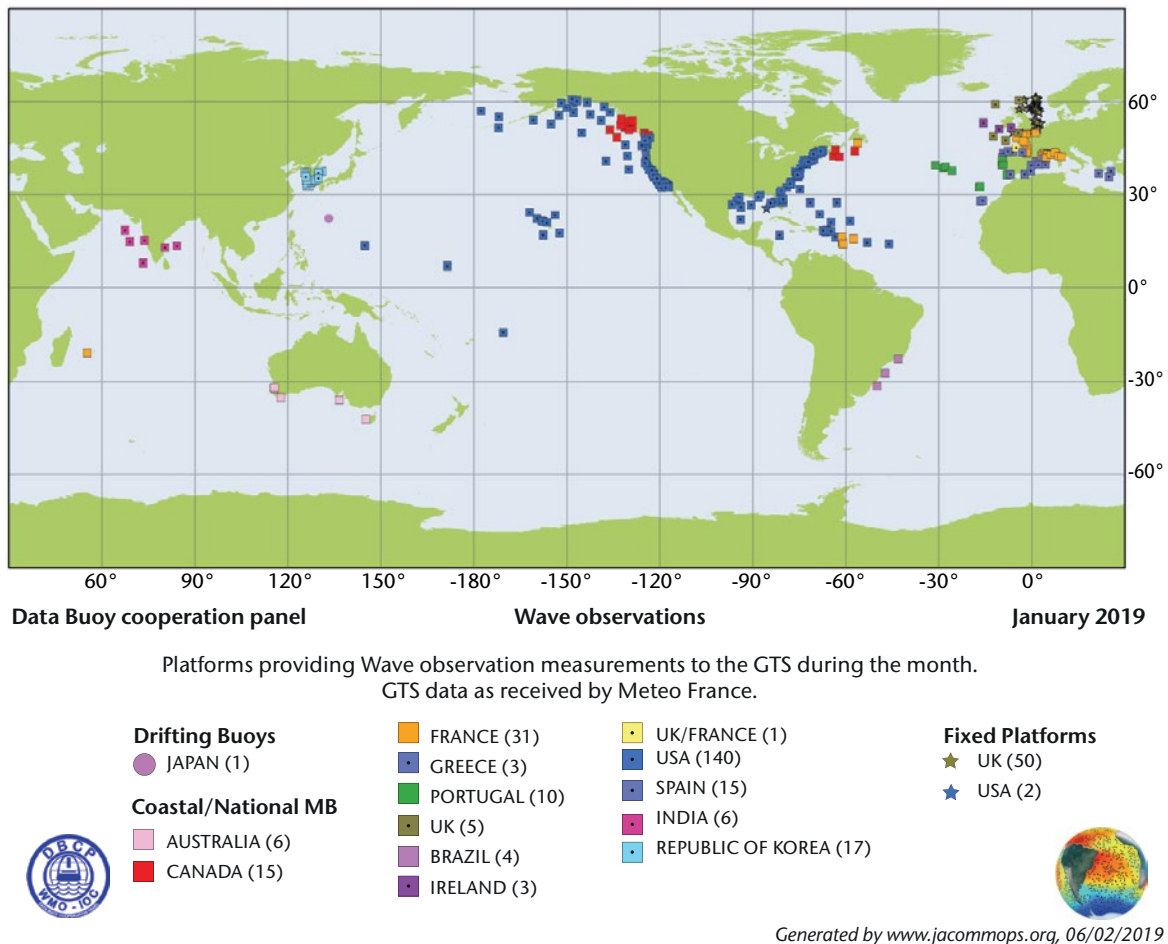 60°
30°
0°
-30°
-60°
60° 90° 120° 150° -180° -150° -120° -90° -60° -30° 0°
Data Buoy cooperation panel Wave observations January 2019
Platforms providing Wave observation measurements to the GTS during the month.
GTS data as received by Meteo France.
Drifting Buoys
JAPAN (1)
Coastal/National MB
AUSTRALIA (6)
CANADA (15)
FRANCE (31)
GREECE (3)
PORTUGAL (10)
UK (5)
BRAZIL (4)
IRELAND (3)
UK/FRANCE (1)
USA (140)
SPAIN (15)
INDIA (6)
REPUBLIC OF KOREA (17)
Fixed Platforms
UK (50)
USA (2)
DBCP
WMO - IOC
Generated by www.jacommops.org, 06/02/2019